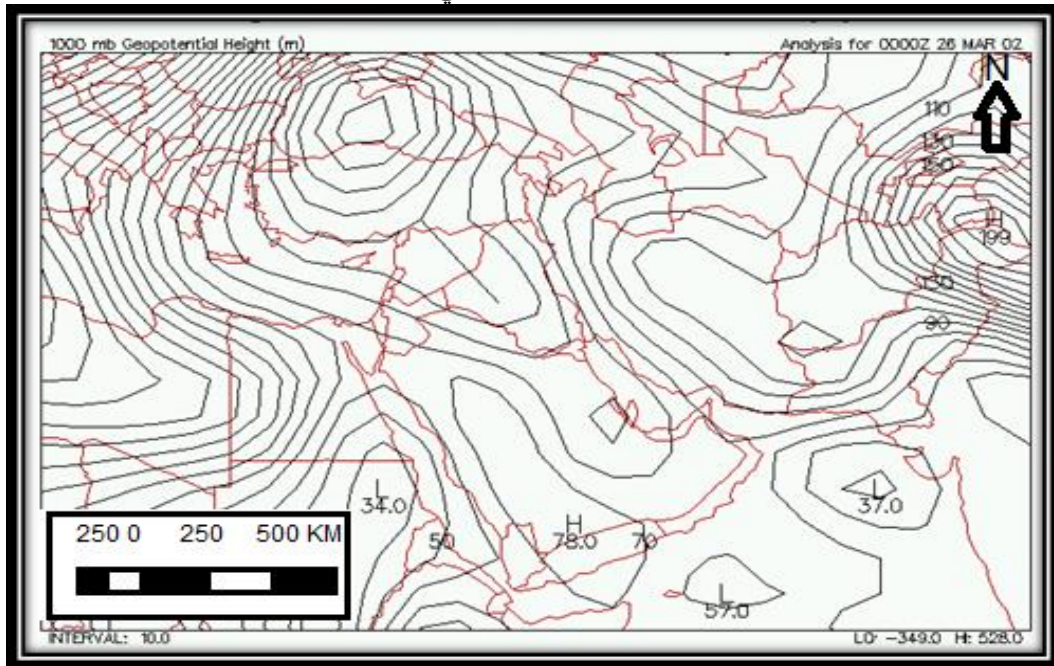 1000 mb Geopotential Height (m)
Analysis for 0000Z 26 MAR 02
N
110
130
150
H
199
130
90
L
34.0
L
37.0
50
H
78.0
70
L
57.0
250 0 250 500 KM
INTERVAL: 10.0
LO: -349.0 HI: 528.0